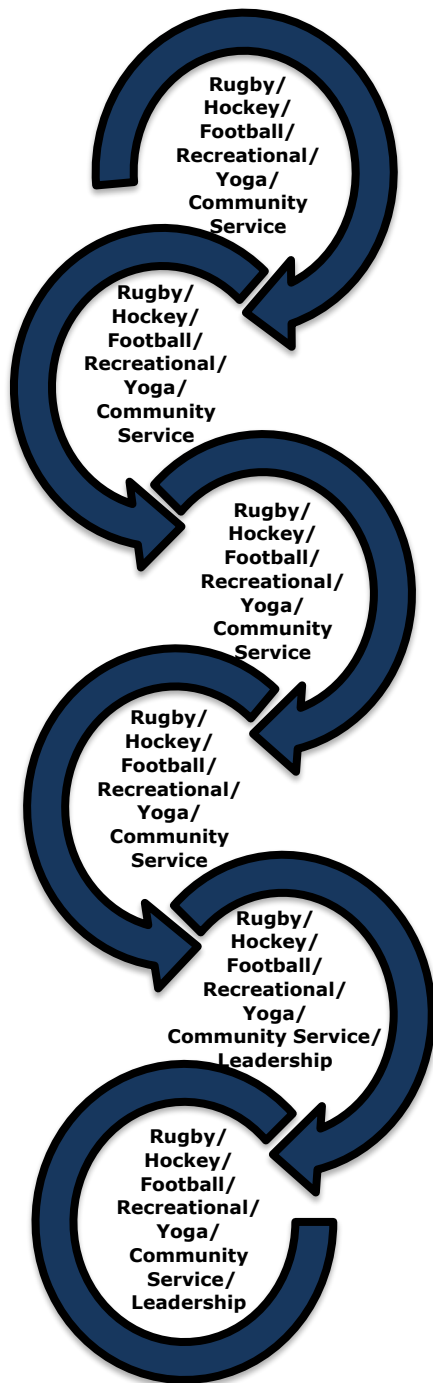 Rugby/
Hockey/
Football/
Recreational/
Yoga/
Community
Service
Rugby/
Hockey/
Football/
Recreational/
Yoga/
Community
Service
Rugby/
Hockey/
Football/
Recreational/
Yoga/
Community
Service
Rugby/
Hockey/
Football/
Recreational/
Yoga/
Community
Service
Rugby/
Hockey/
Football/
Recreational/
Yoga/
Community Service/
Leadership
Rugby/
Hockey/
Football/
Recreational/
Yoga/
Community
Service/
Leadership